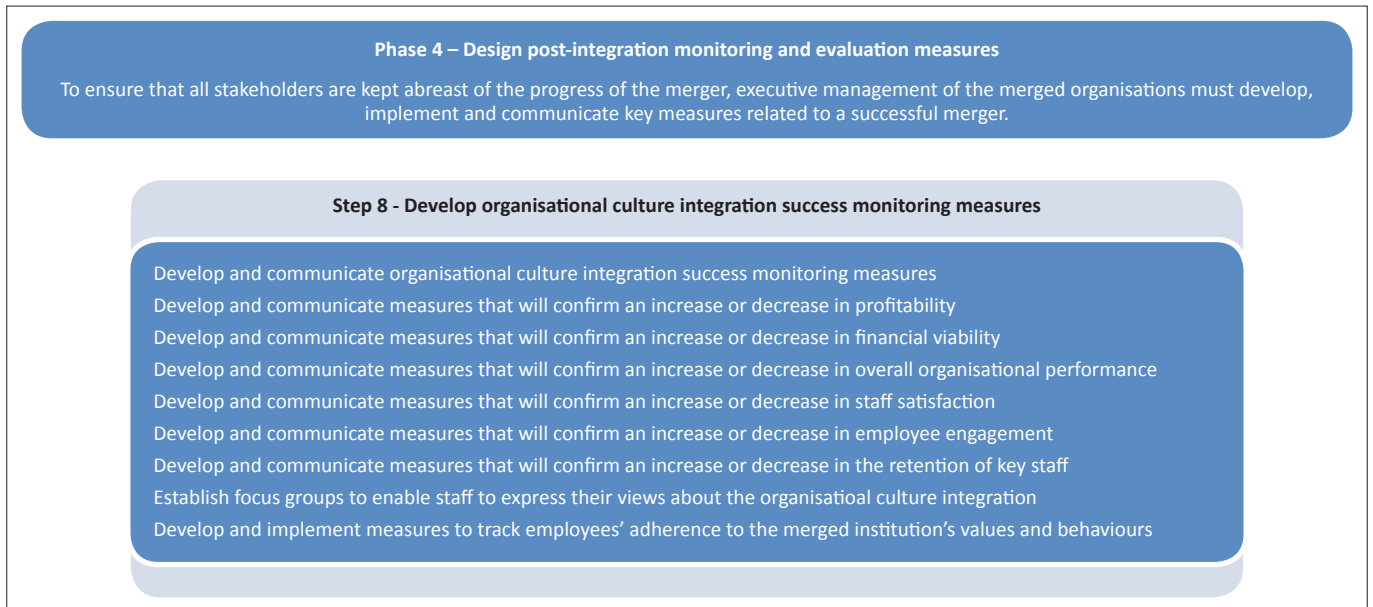 Phase 4 – Design post-integration monitoring and evaluation measures
To ensure that all stakeholders are kept abreast of the progress of the merger, executive management of the merged organisations must develop,
implement and communicate key measures related to a successful merger.
Step 8 - Develop organisational culture integration success monitoring measures
Develop and communicate organisational culture integration success monitoring measures
Develop and communicate measures that will confirm an increase or decrease in profitability
Develop and communicate measures that will confirm an increase or decrease in financial viability
Develop and communicate measures that will confirm an increase or decrease in overall organisational performance
Develop and communicate measures that will confirm an increase or decrease in staff satisfaction
Develop and communicate measures that will confirm an increase or decrease in employee engagement
Develop and communicate measures that will confirm an increase or decrease in the retention of key staff
Establish focus groups to enable staff to express their views about the organisatioal culture integration
Develop and implement measures to track employees’ adherence to the merged institution’s values and behaviours